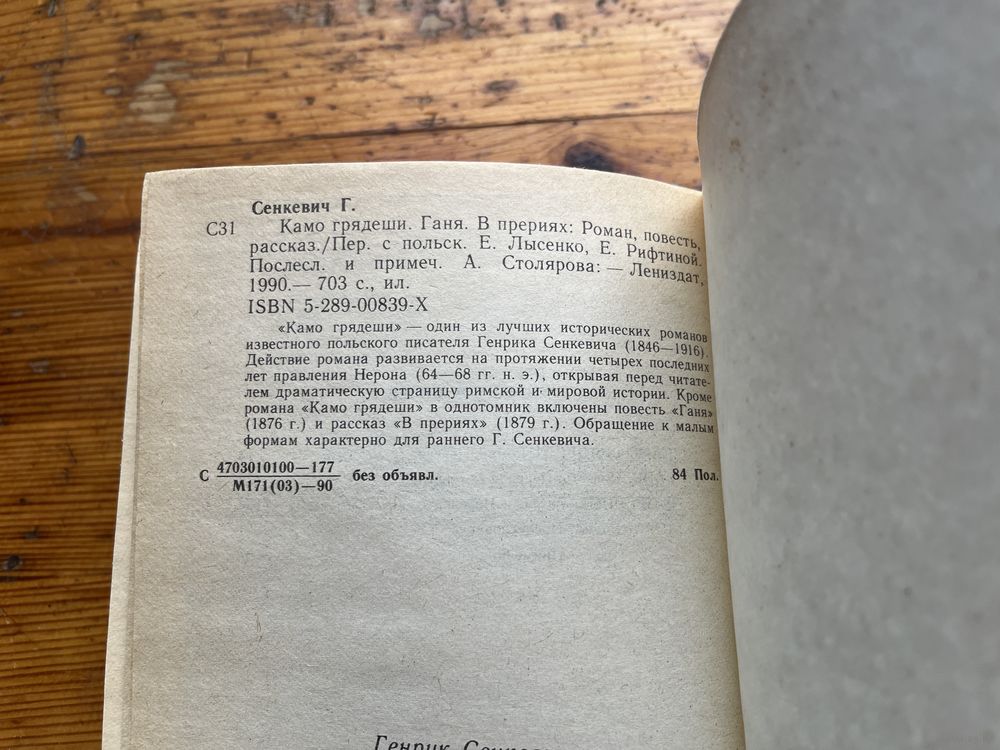 Сенкевич Г.
С31 Камо грядеши. Ганя. В прериях: Роман, повесть,
рассказ./Пер. с польск. Е. Лысенко, Е. Рифтиной.
Послесл. и примеч. А. Столярова: — Лениздат,
1990.— 703 с., ил.
ISBN 5-289-00839-X
«Камо грядеши» — один из лучших исторических романов
известного польского писателя Генрика Сенкевича (1846—1916).
Действие романа развивается на протяжении четырех последних
лет правления Нерона (64—68 гг. н. э.), открывая перед читате-
лем драматическую страницу римской и мировой истории. Кроме
романа «Камо грядеши» в однотомник включены повесть «Ганя»
(1876 г.) и рассказ «В прериях» (1879 г.). Обращение к малым
формам характерно для раннего Г. Сенкевича.
С 4703010100—177 без объявл. 84 Пол.
М171(03)—90
Генрик